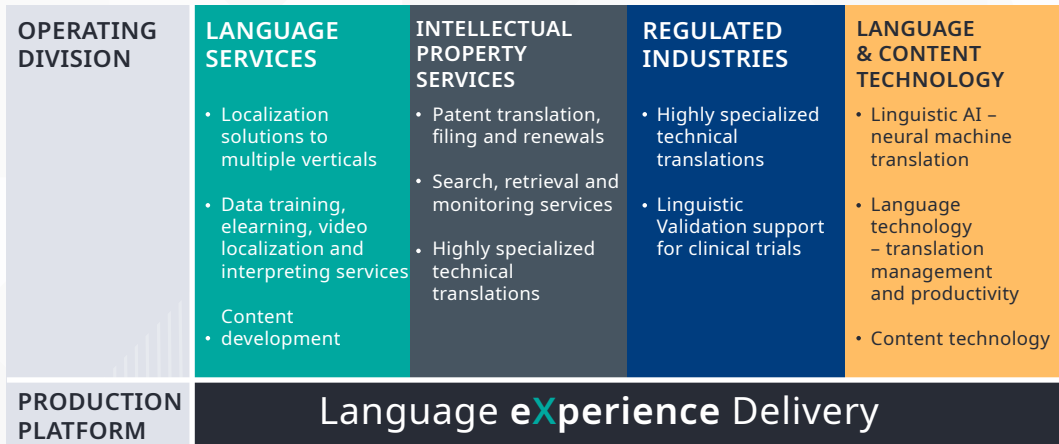 OPERATING
DIVISION
LANGUAGE
SERVICES
• Localization
solutions to
multiple verticals
• Data training,
elearning, video
localization and
interpreting services
Content
• development
INTELLECTUAL
PROPERTY
SERVICES
• Patent translation,
filing and renewals
• Search, retrieval and
monitoring services
• Highly specialized
technical
translations
REGULATED
INDUSTRIES
• Highly specialized
technical
translations
• Linguistic
Validation support
for clinical trials
LANGUAGE
& CONTENT
TECHNOLOGY
• Linguistic AI –
neural machine
translation
• Language
technology
– translation
management
and productivity
• Content technology
PRODUCTION
PLATFORM
Language eXperience Delivery